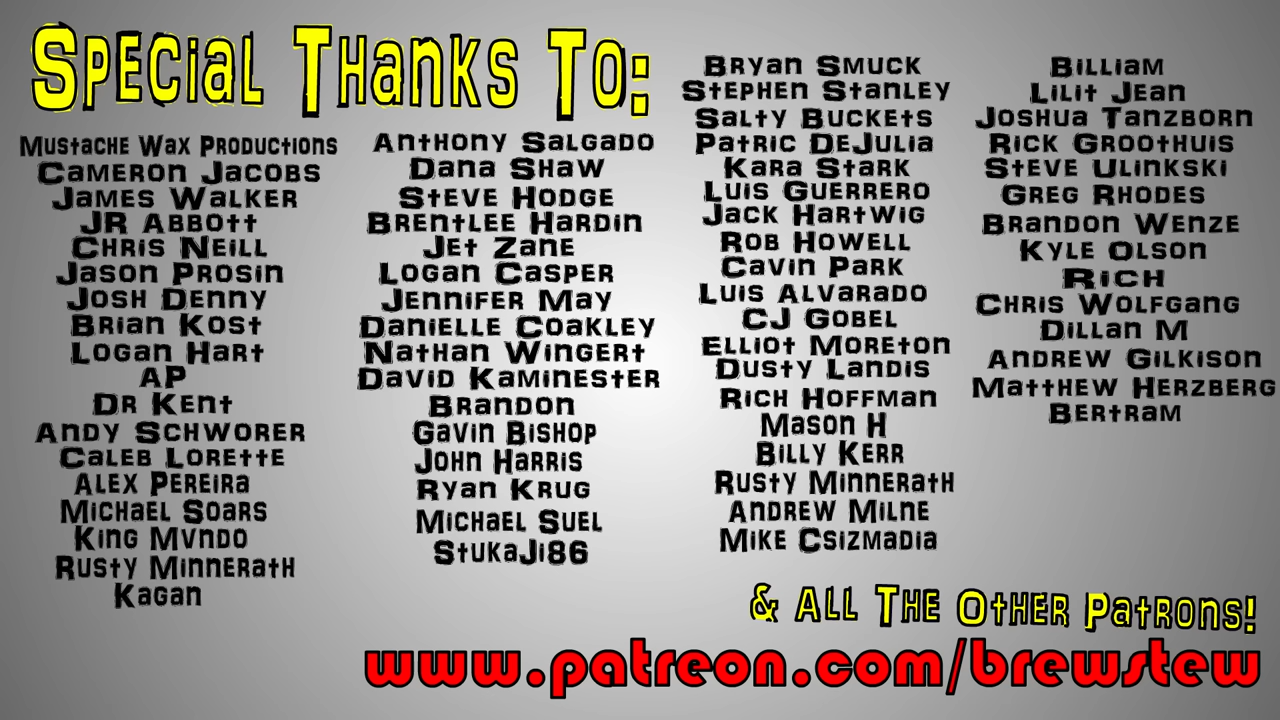 Special Thanks To:
Mustache Wax Productions
Cameron Jacobs
James Walker
JR Abbott
Chris Neill
Jason Prosin
Josh Denny
Brian Kost
Logan Hart
AP
Dr Kent
Andy Schworer
Caleb Lorette
Alex Pereira
Michael Soars
King Mvndo
Rusty Minnerath
Kagan
Anthony Salgado
Dana Shaw
Steve Hodge
Brentlee Hardin
Jet Zane
Logan Casper
Jennifer May
Danielle Coakley
Nathan Wingert
David Kaminester
Brandon
Gavin Bishop
John Harris
Ryan Krug
Michael Suel
StukaJi86
Bryan Smuck
Stephen Stanley
Salty Buckets
Patric DeJulia
Kara Stark
Luis Guerrero
Jack Hartwig
Rob Howell
Cavin Park
Luis Alvarado
CJ Gobel
Elliot Moreton
Dusty Landis
Rich Hoffman
Mason H
Billy Kerr
Rusty Minnerath
Andrew Milne
Mike Csizmadia
Billiam
Lilit Jean
Joshua Tanzborn
Rick Groothuis
Steve Ulinkski
Greg Rhodes
Brandon Wenze
Kyle Olson
Rich
Chris Wolfgang
Dillan M
Andrew Gilkison
Matthew Herzberg
Bertram
& All The Other Patrons!
www.patreon.com/brewstew